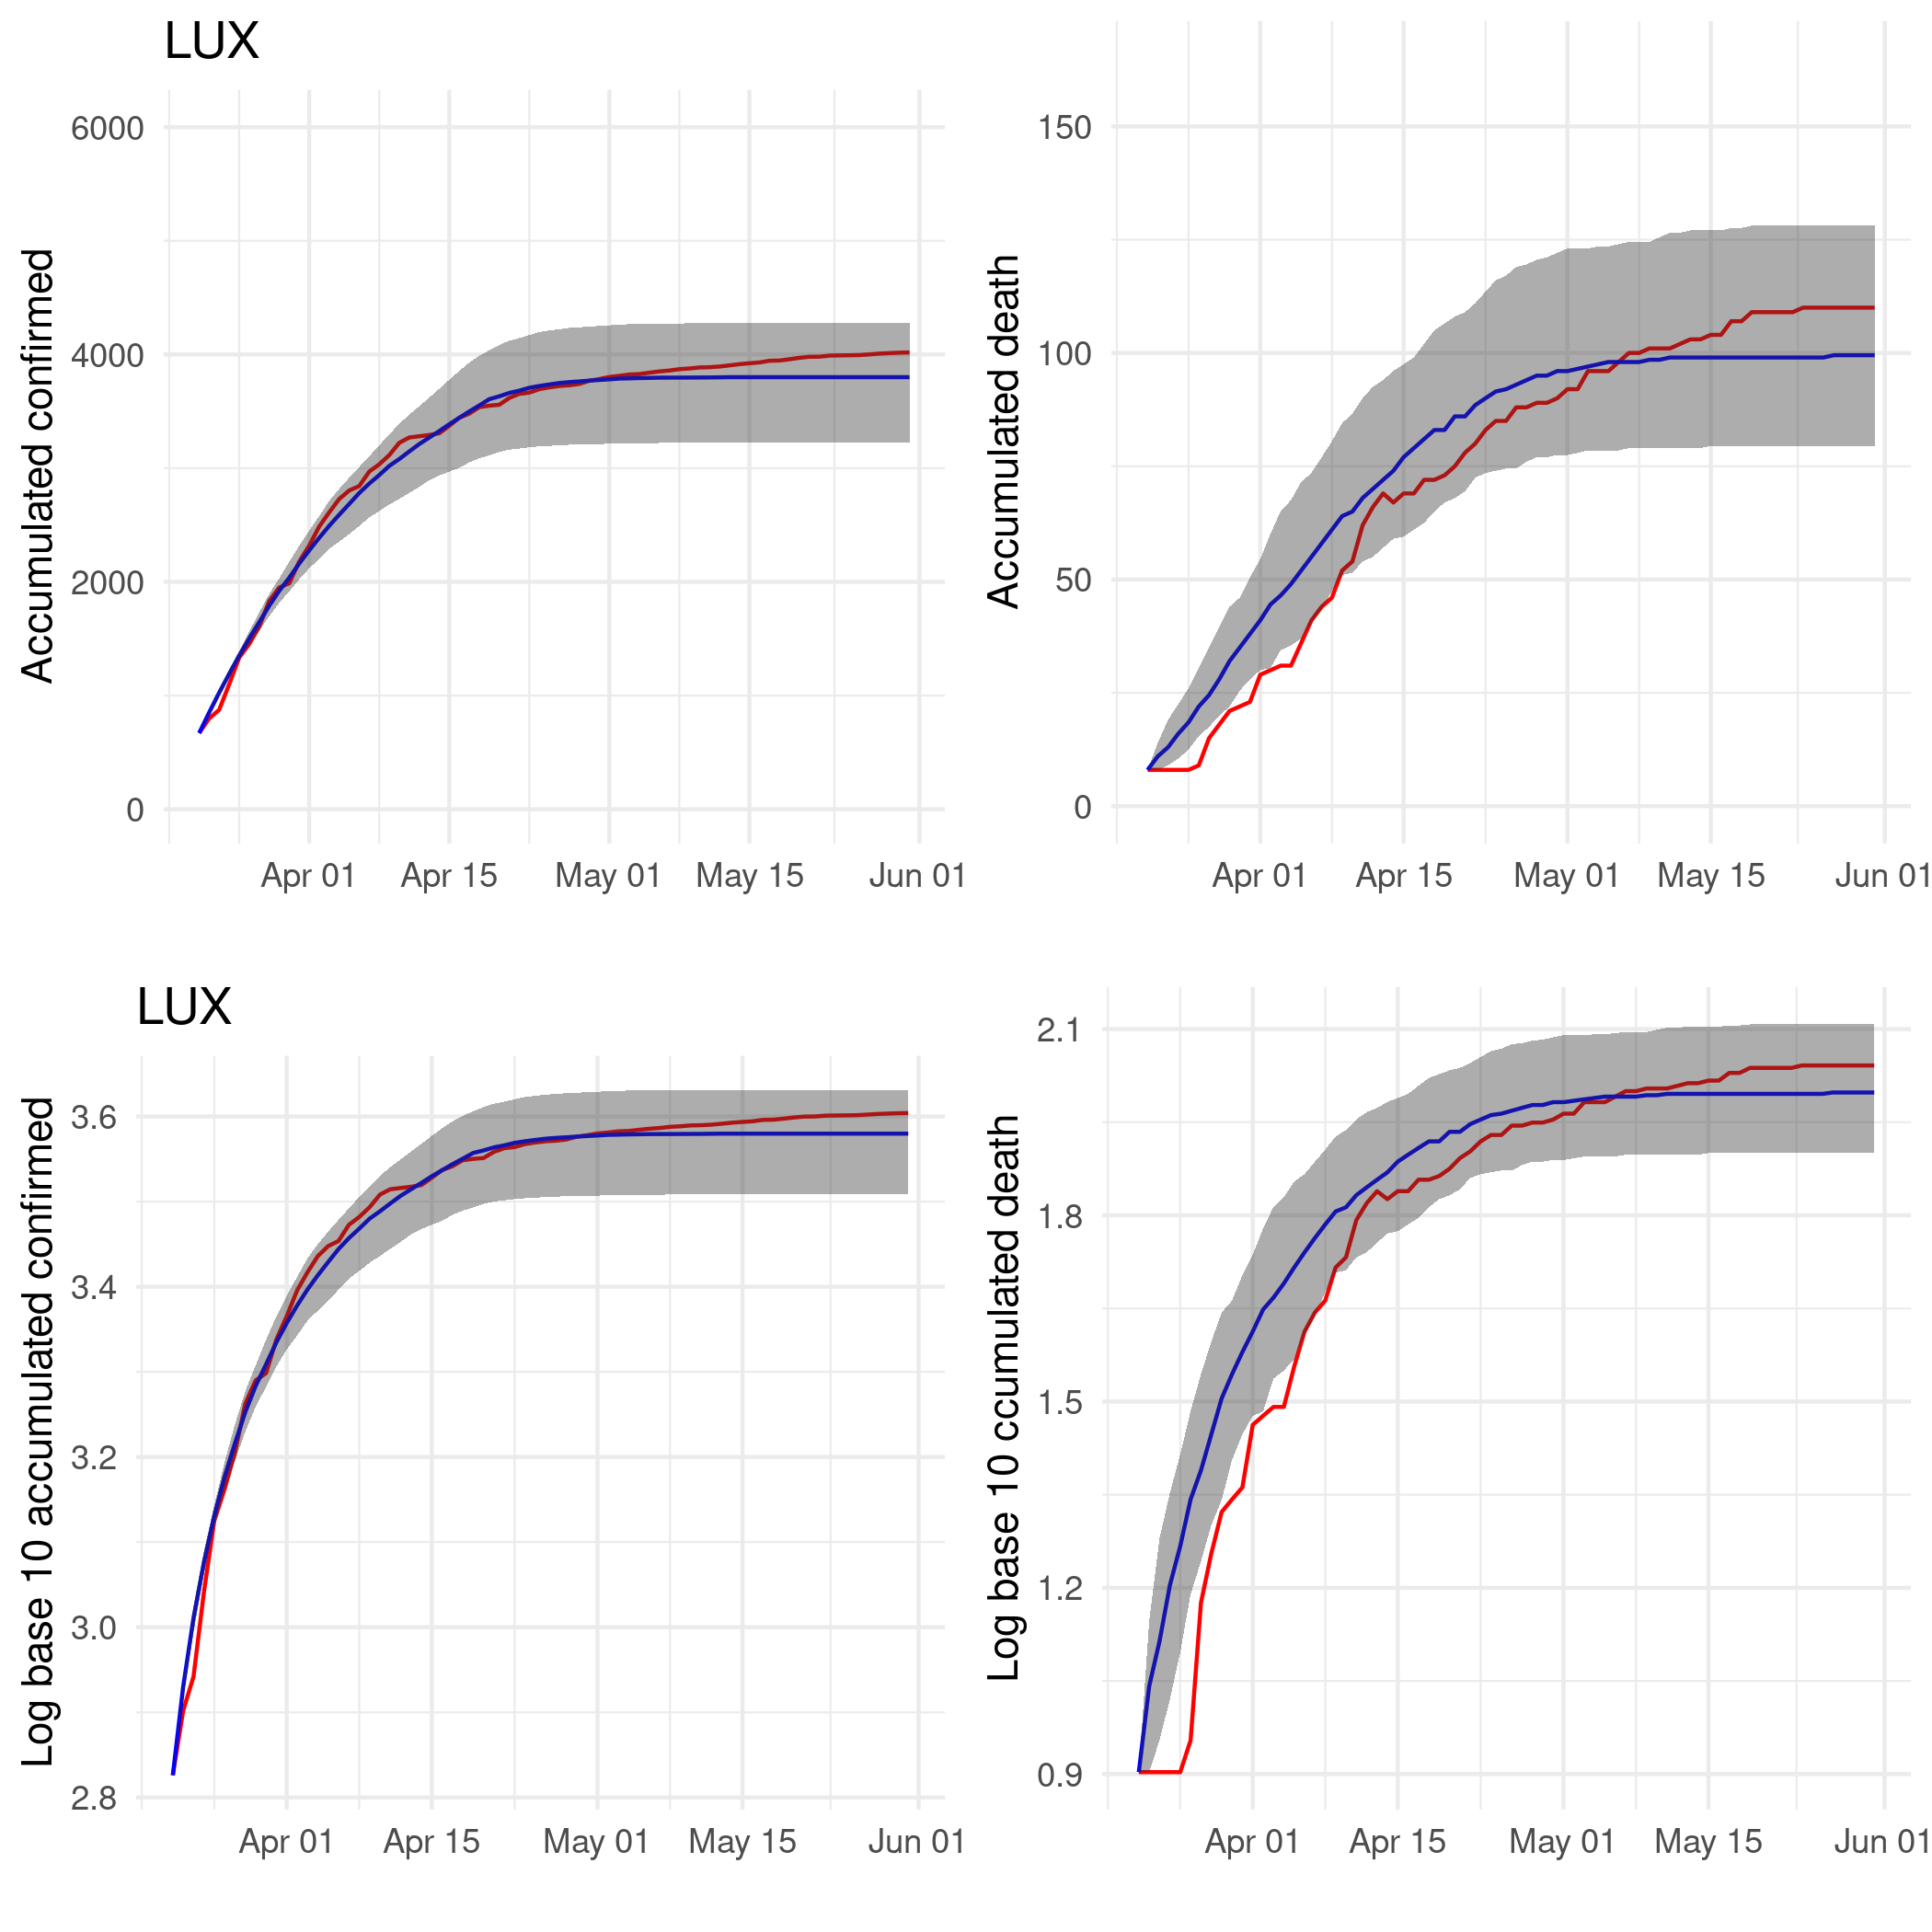 LUX
Accumulated confirmed
6000
4000
2000
0
Apr 01 Apr 15 May 01 May 15 Jun 01
Accumulated death
150
100
50
0
Apr 01 Apr 15 May 01 May 15 Jun 01
LUX
Log base 10 accumulated confirmed
3.6
3.4
3.2
3.0
2.8
Apr 01 Apr 15 May 01 May 15 Jun 01
Log base 10 ccumulated death
2.1
1.8
1.5
1.2
0.9
Apr 01 Apr 15 May 01 May 15 Jun 01